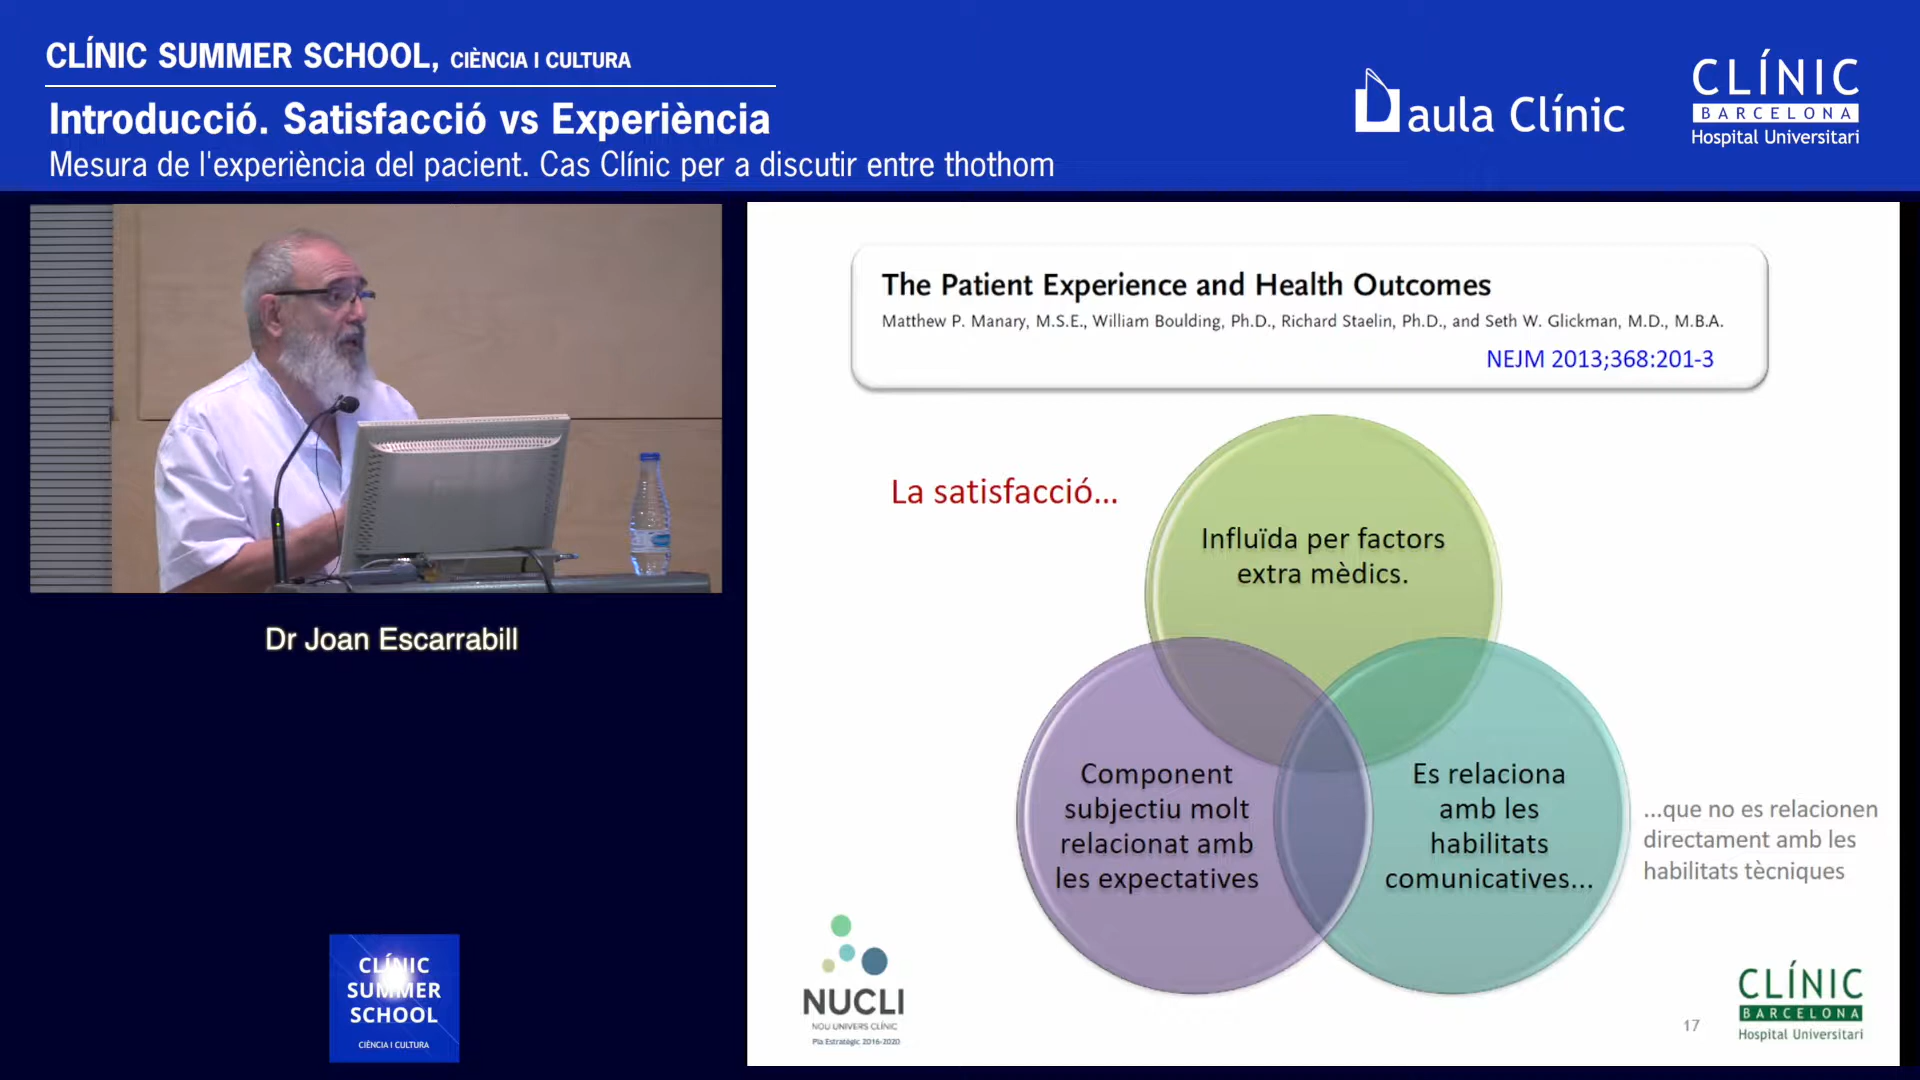 CLÍNIC SUMMER SCHOOL, CIÈNCIA I CULTURA
Introducció. Satisfacció vs Experiència
Mesura de l'experiència del pacient. Cas Clínic per a discutir entre thothom
aula Clínic
CLÍNIC
BARCELONA
Hospital Universitari
The Patient Experience and Health Outcomes
Matthew P. Manary, M.S.E., William Boulding, Ph.D., Richard Staelin, Ph.D., and Seth W. Glickman, M.D., M.B.A.
NEJM 2013;368:201-3
La satisfacció...
Influïda per factors
extra mèdics.
Component
subjectiu molt
relacionat amb
les expectatives
Es relaciona
amb les
habilitats
comunicatives...
...que no es relacionen
directament amb les
habilitats tècniques
Dr Joan Escarrabill
CLÍNIC
SUMMER
SCHOOL
CIÈNCIA I CULTURA
NUCLI
NOU UNIVERS CLÍNIC
Pla Estratègic 2016-2020
17
CLÍNIC
BARCELONA
Hospital Universitari